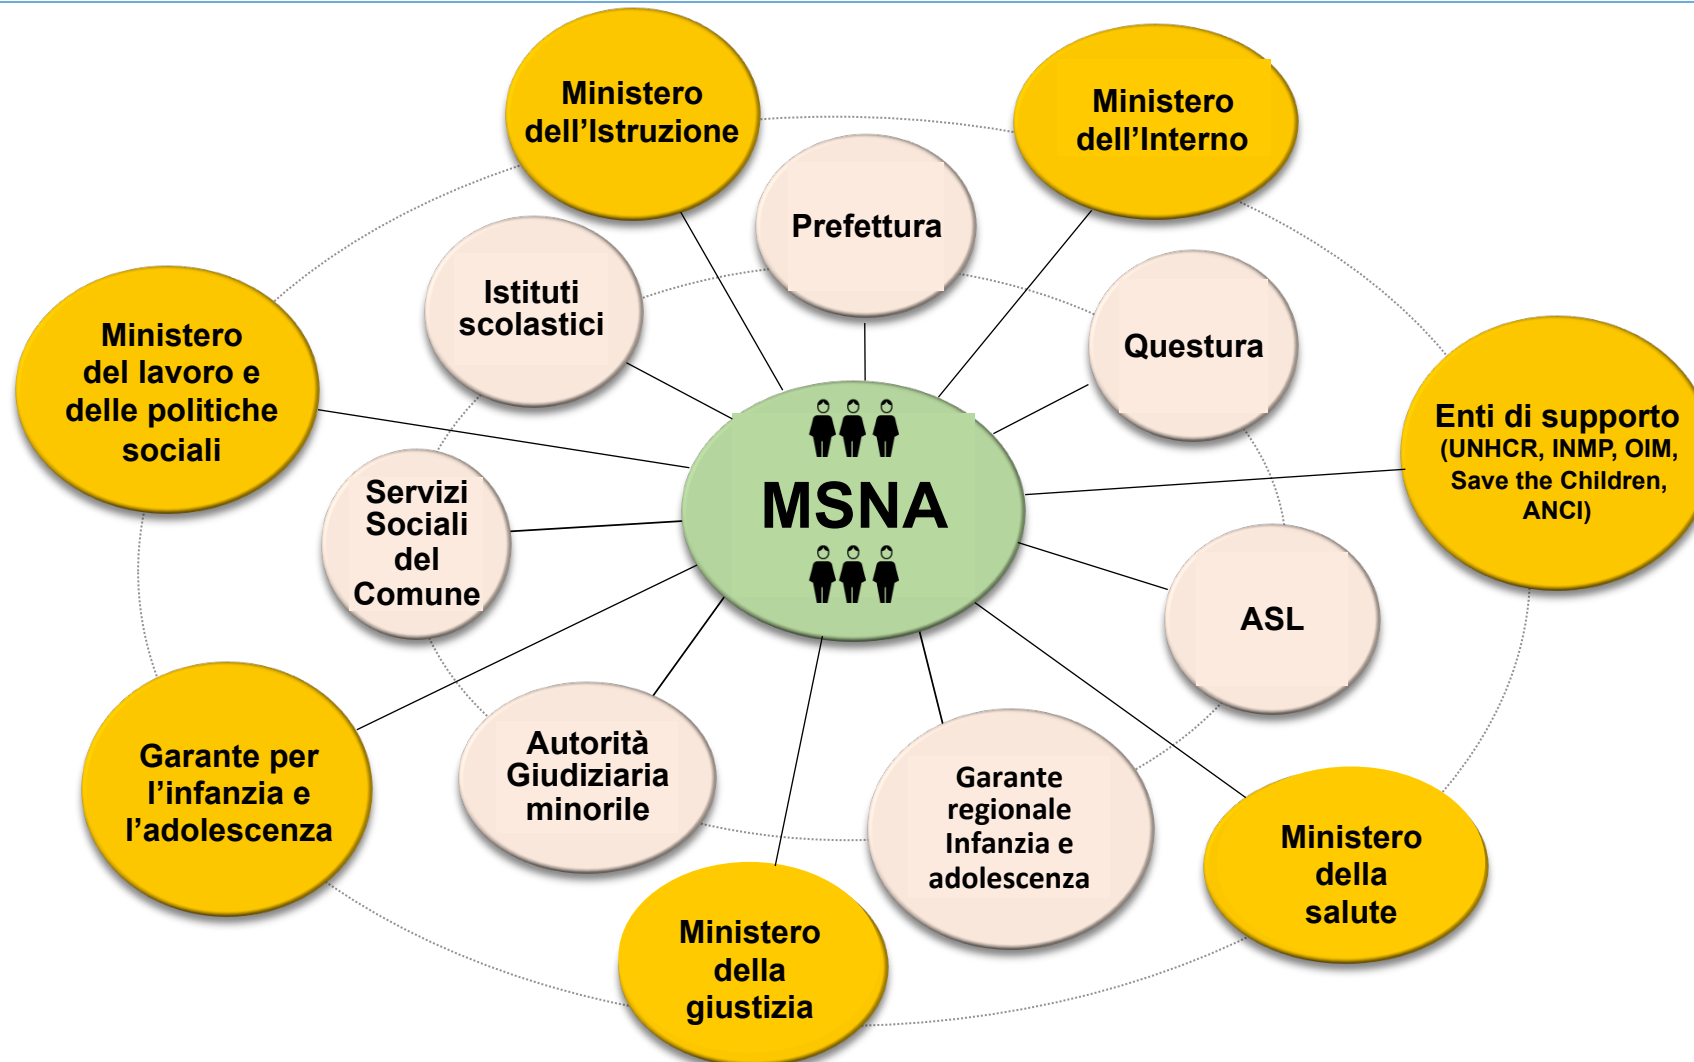 Ministero
dell’Istruzione
Ministero
dell’Interno
Prefettura
Istituti
scolastici
Questura
Ministero
del lavoro e
delle politiche
sociali
Enti di supporto
(UNHCR, INMP, OIM,
Save the Children,
ANCI)
MSNA
Servizi
Sociali
del
Comune
ASL
Garante per
l’infanzia e
l’adolescenza
Autorità
Giudiziaria
minorile
Garante
regionale
Infanzia e
adolescenza
Ministero
della
salute
Ministero
della
giustizia